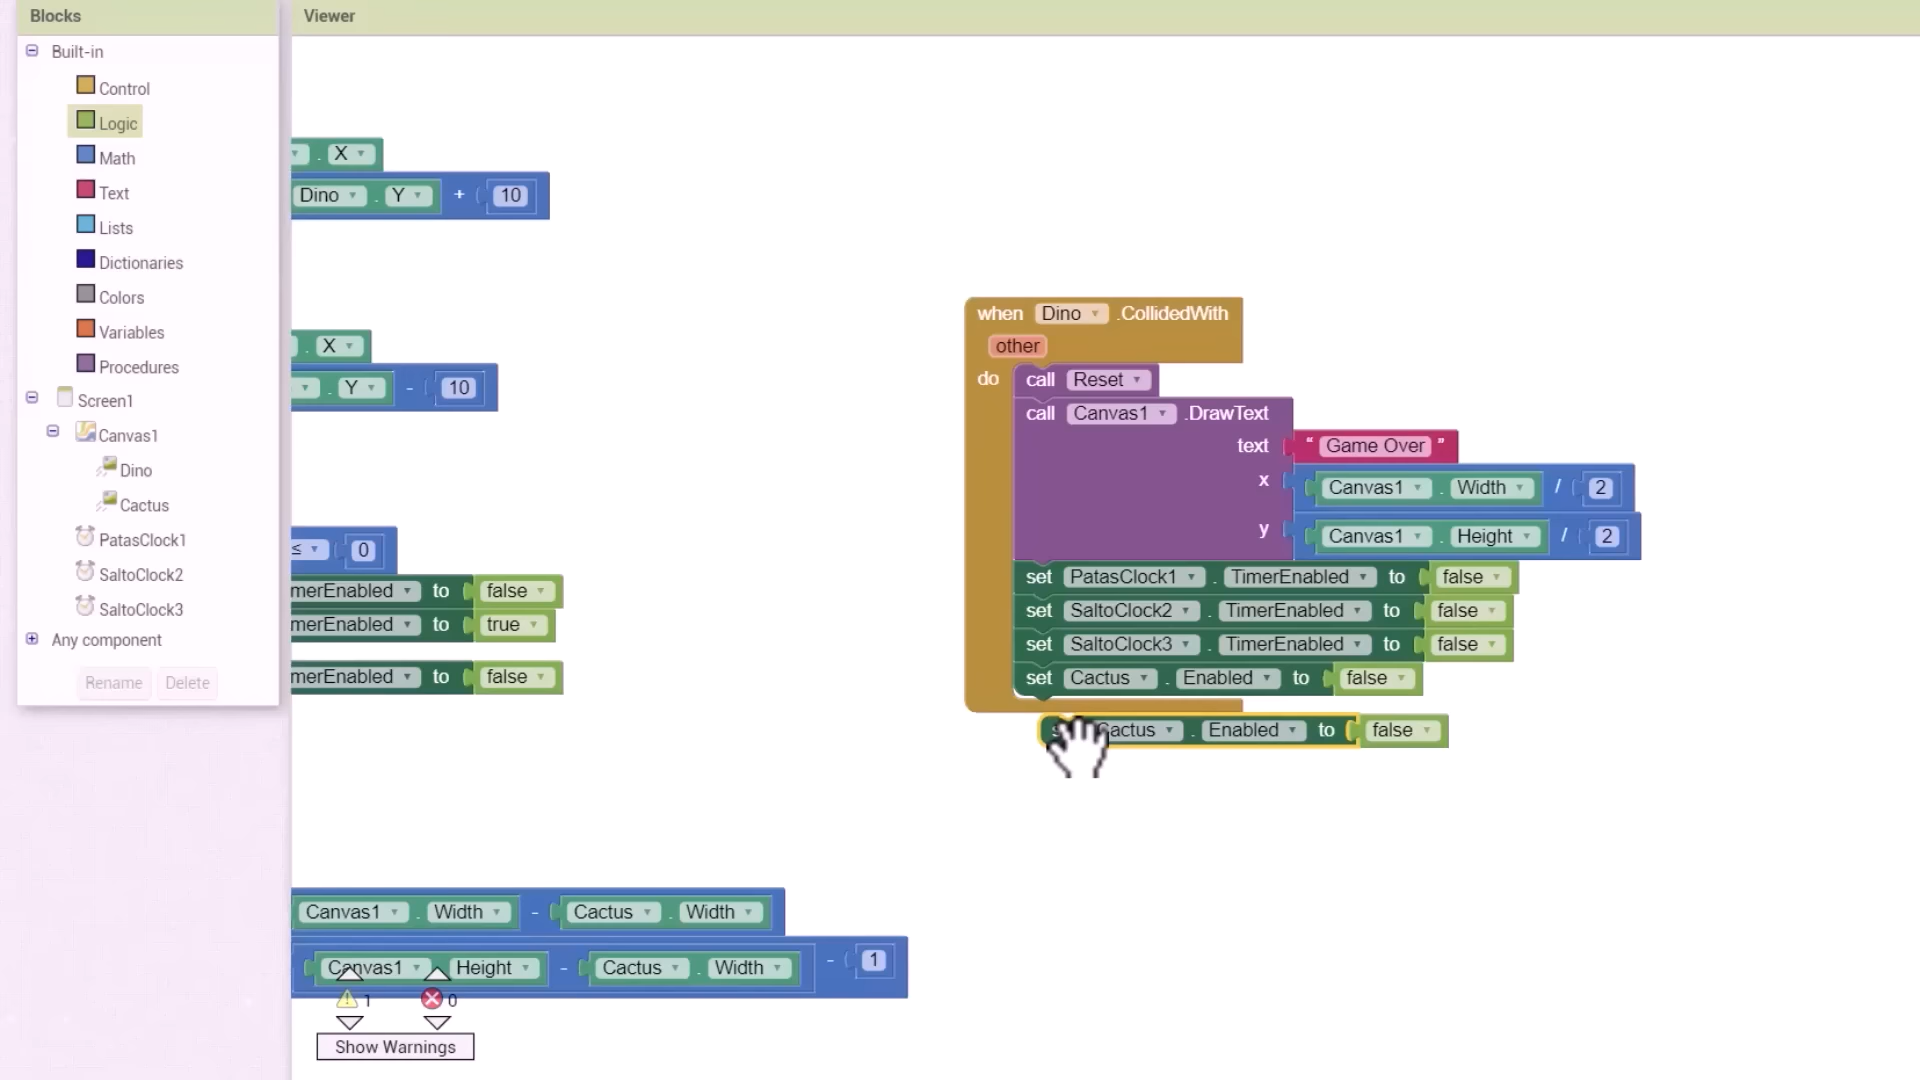 Blocks
Viewer
Built-in
Control
Logic
Math
Text
Lists
Dictionaries
Colors
Variables
Procedures
Screen1
Canvas1
Dino
Cactus
PatasClock1
SaltoClock2
SaltoClock3
Any component
Rename Delete
. X
Dino . Y + 10
. X
. Y - 10
≤ 0
merEnabled to false
merEnabled to true
merEnabled to false
when Dino .CollidedWith
other
do call Reset
call Canvas1 .DrawText
text “ Game Over ”
x Canvas1 . Width / 2
y Canvas1 . Height / 2
set PatasClock1 . TimerEnabled to false
set SaltoClock2 . TimerEnabled to false
set SaltoClock3 . TimerEnabled to false
set Cactus . Enabled to false
Cactus . Enabled to false
Canvas1 . Width - Cactus . Width
Canvas1 . Height - Cactus . Width - 1
1 0
Show Warnings